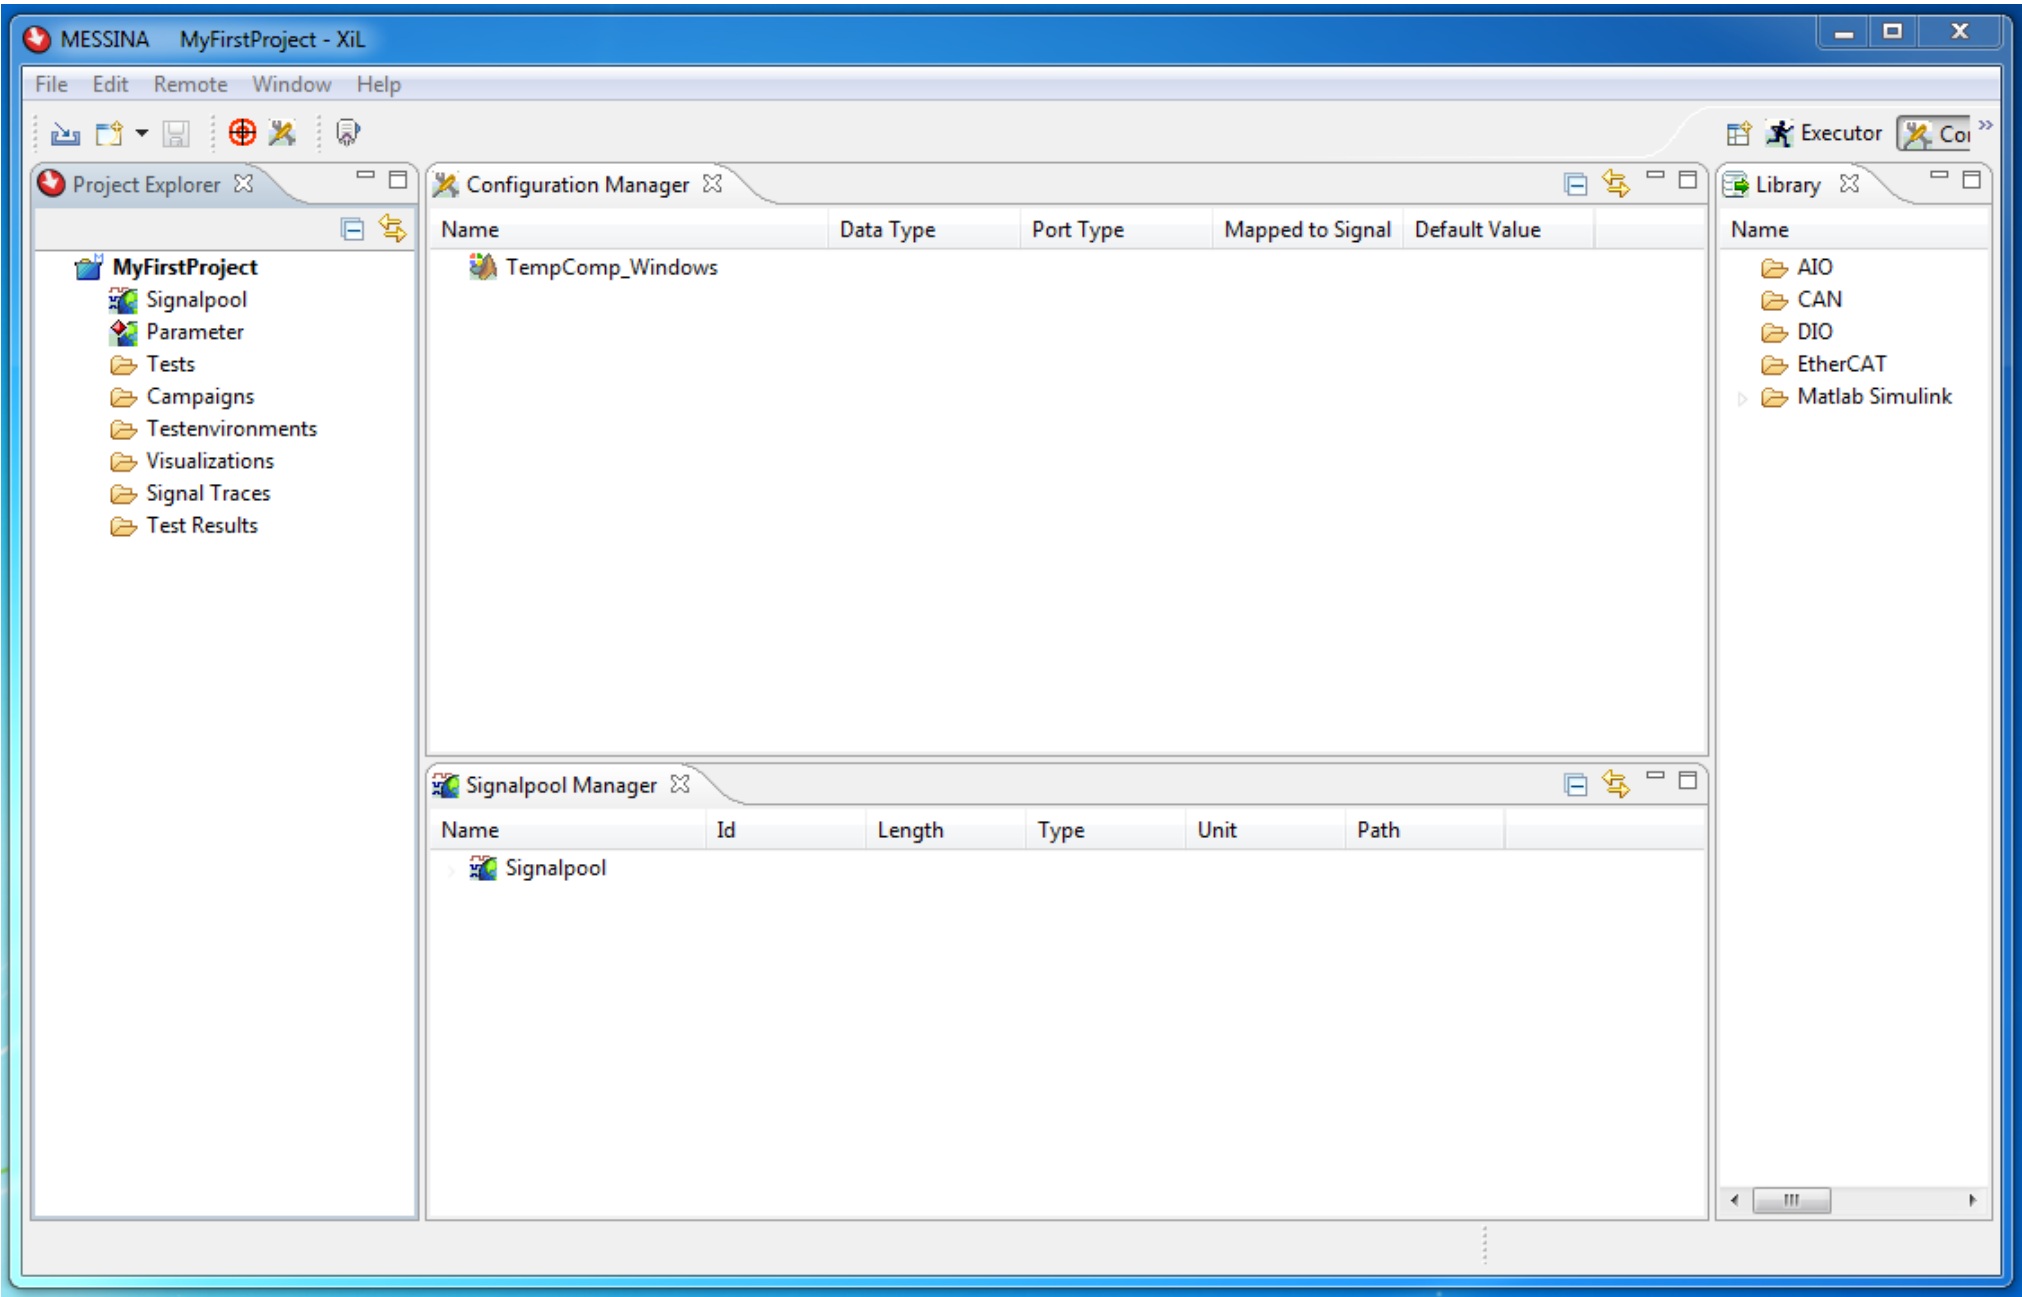 MESSINA MyFirstProject - XiL
File Edit Remote Window Help
Executor Coi
Project Explorer
MyFirstProject
Signalpool
Parameter
Tests
Campaigns
Testenvironments
Visualizations
Signal Traces
Test Results
Configuration Manager
Name Data Type Port Type Mapped to Signal Default Value
TempComp_Windows
Signalpool Manager
Name Id Length Type Unit Path
Signalpool
Library
Name
AIO
CAN
DIO
EtherCAT
Matlab Simulink